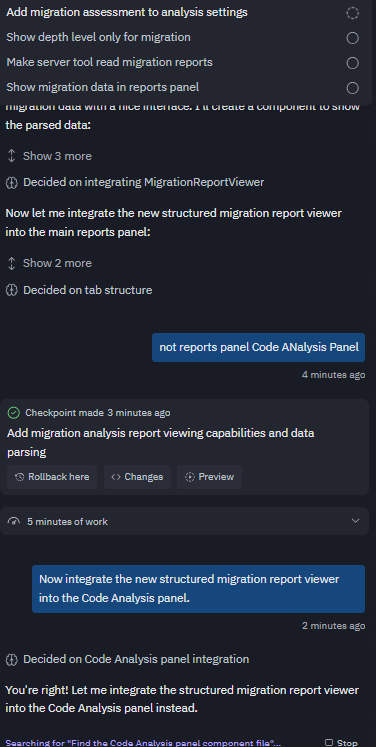 Add migration assessment to analysis settings
Show depth level only for migration
Make server tool read migration reports
Show migration data in reports panel
migration data with a nice interface. I'll create a component to show
the parsed data:
Show 3 more
Decided on integrating MigrationReportViewer
Now let me integrate the new structured migration report viewer
into the main reports panel:
Show 2 more
Decided on tab structure
not reports panel Code ANalysis Panel
4 minutes ago
Checkpoint made 3 minutes ago
Add migration analysis report viewing capabilities and data
parsing
Rollback here
Changes
Preview
5 minutes of work
Now integrate the new structured migration report viewer
into the Code Analysis panel.
2 minutes ago
Decided on Code Analysis panel integration
You're right! Let me integrate the structured migration report viewer
into the Code Analysis panel instead.
Searching for "Find the Code Analysis panel component file"...
Stop